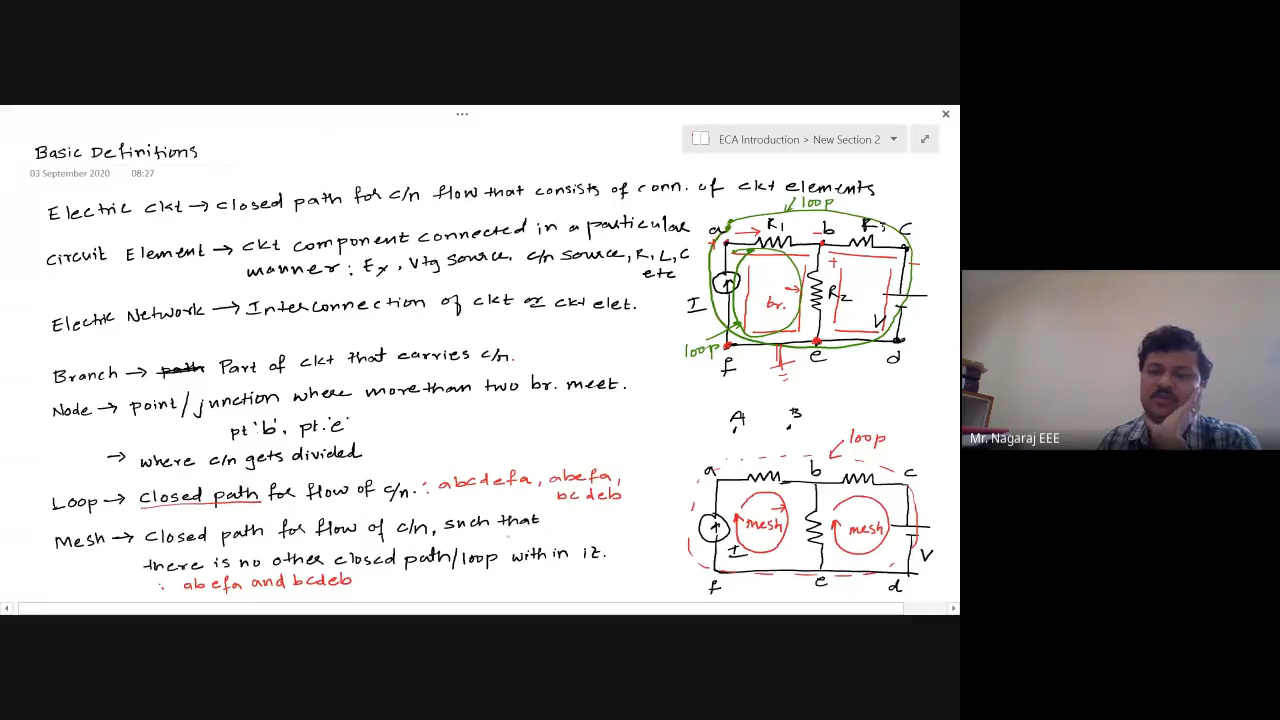 ECA Introduction > New Section 2
Basic Definitions
03 September 2020 08:27
Electric ckt → closed path for c/n flow that consists of conn. of ckt elements
Circuit Element → ckt component connected in a particular
manner: Ex, Vtg source, c/n source, R, L, C
etc
Electric Network → Interconnection of ckt or ckt elet.
Branch → path Part of ckt that carries c/n.
Node → point/junction where more than two br. meet.
pt 'b', pt. 'e'
→ where c/n gets divided
Loop → closed path for flow of c/n. : abcdefa, abefa,
bcdeb
Mesh → closed path for flow of c/n, such that
there is no other closed path/loop within it.
: abefa and bcdeb
loop
a R1 b c
+ - + -
I br. R2 V
loop
f e d
A B
loop
a b c
mesh mesh
I V
f e d
Mr. Nagaraj EEE